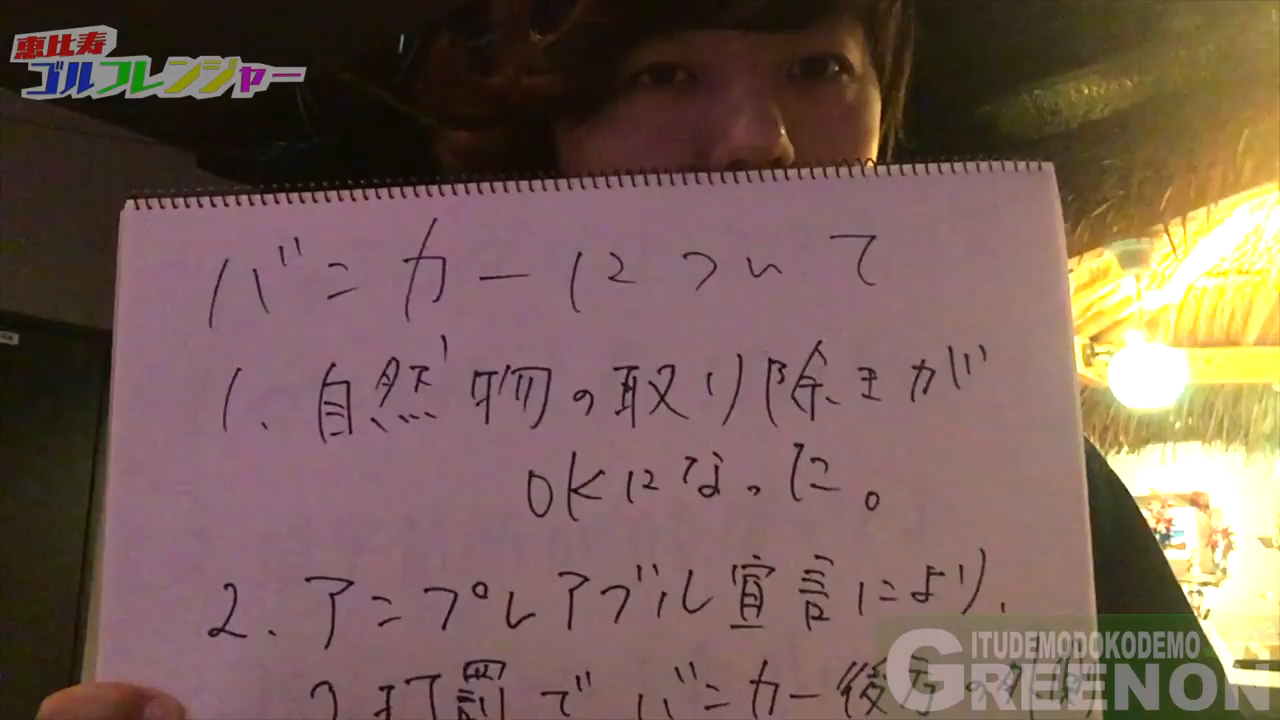 恵比寿
ゴルフレンジャー
バンカーについて
1. 自然物の取り除きが
OKになった。
2. アンプレアブル宣言により、
2打罰でバンカー後方の外側
ITUDEMODOKODEMO
GREENON